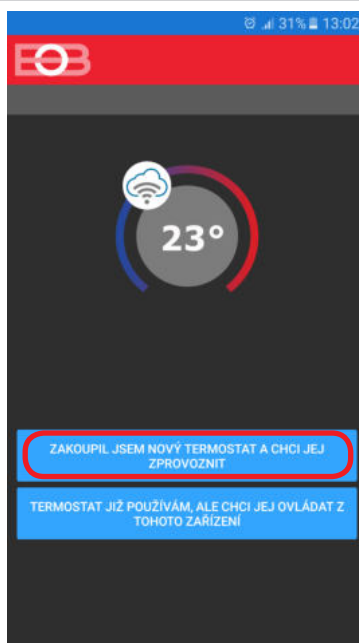 31% 13:02
EOB
23°
ZAKOUPIL JSEM NOVÝ TERMOSTAT A CHCI JEJ
ZPROVOZNIT
TERMOSTAT JIŽ POUŽÍVÁM, ALE CHCI JEJ OVLÁDAT Z
TOHOTO ZAŘÍZENÍ